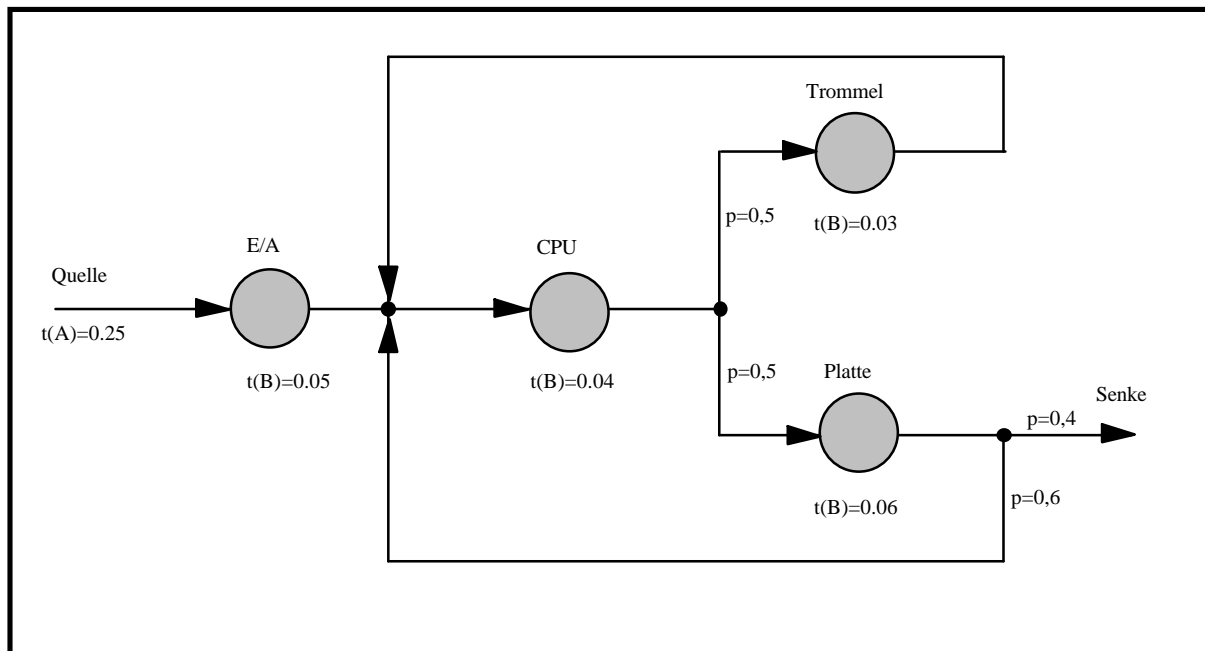 Trommel
p=0,5
t(B)=0.03
E/A
CPU
Quelle
t(A)=0.25
t(B)=0.05
t(B)=0.04
p=0,5
Platte
Senke
p=0,4
t(B)=0.06
p=0,6